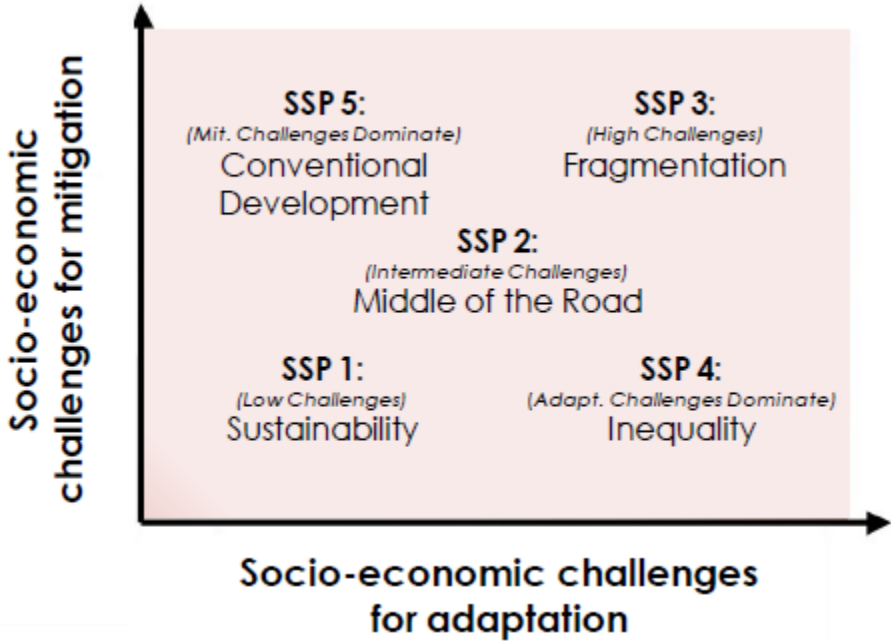 Socio-economic
challenges for mitigation
SSP 5:
(Mit. Challenges Dominate)
Conventional
Development
SSP 3:
(High Challenges)
Fragmentation
SSP 2:
(Intermediate Challenges)
Middle of the Road
SSP 1:
(Low Challenges)
Sustainability
SSP 4:
(Adapt. Challenges Dominate)
Inequality
Socio-economic challenges
for adaptation